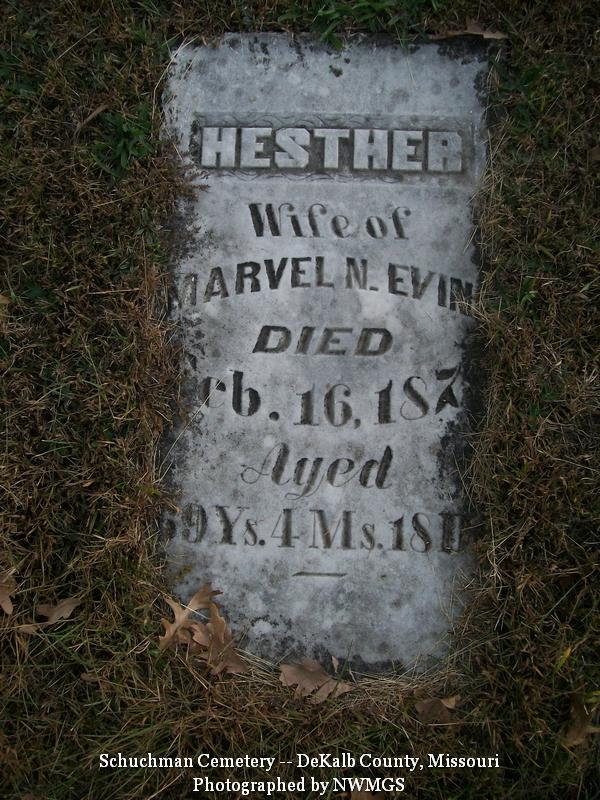 HESTHER
Wife of
MARVEL N. EVIN
DIED
Feb. 16, 187
Aged
9 Ys. 4 Ms. 18 D
Schuchman Cemetery -- DeKalb County, Missouri
Photographed by NWMGS